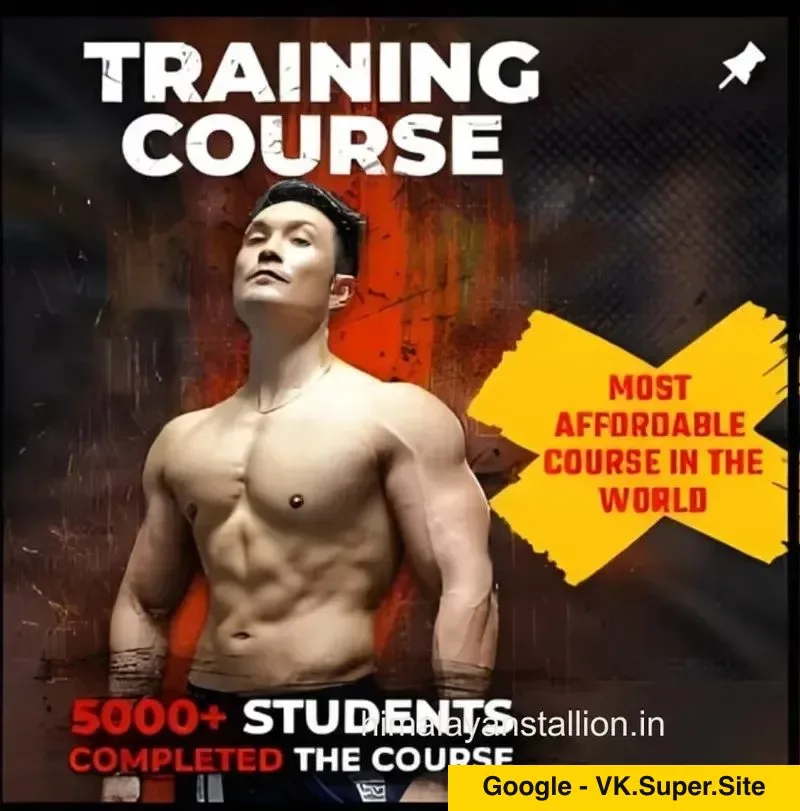 TRAINING
COURSE
MOST
AFFORDABLE
COURSE IN THE
WORLD
5000+ STUDENTS
himalayanstallion.in
COMPLETED THE COURSE
Google - VK.Super.Site